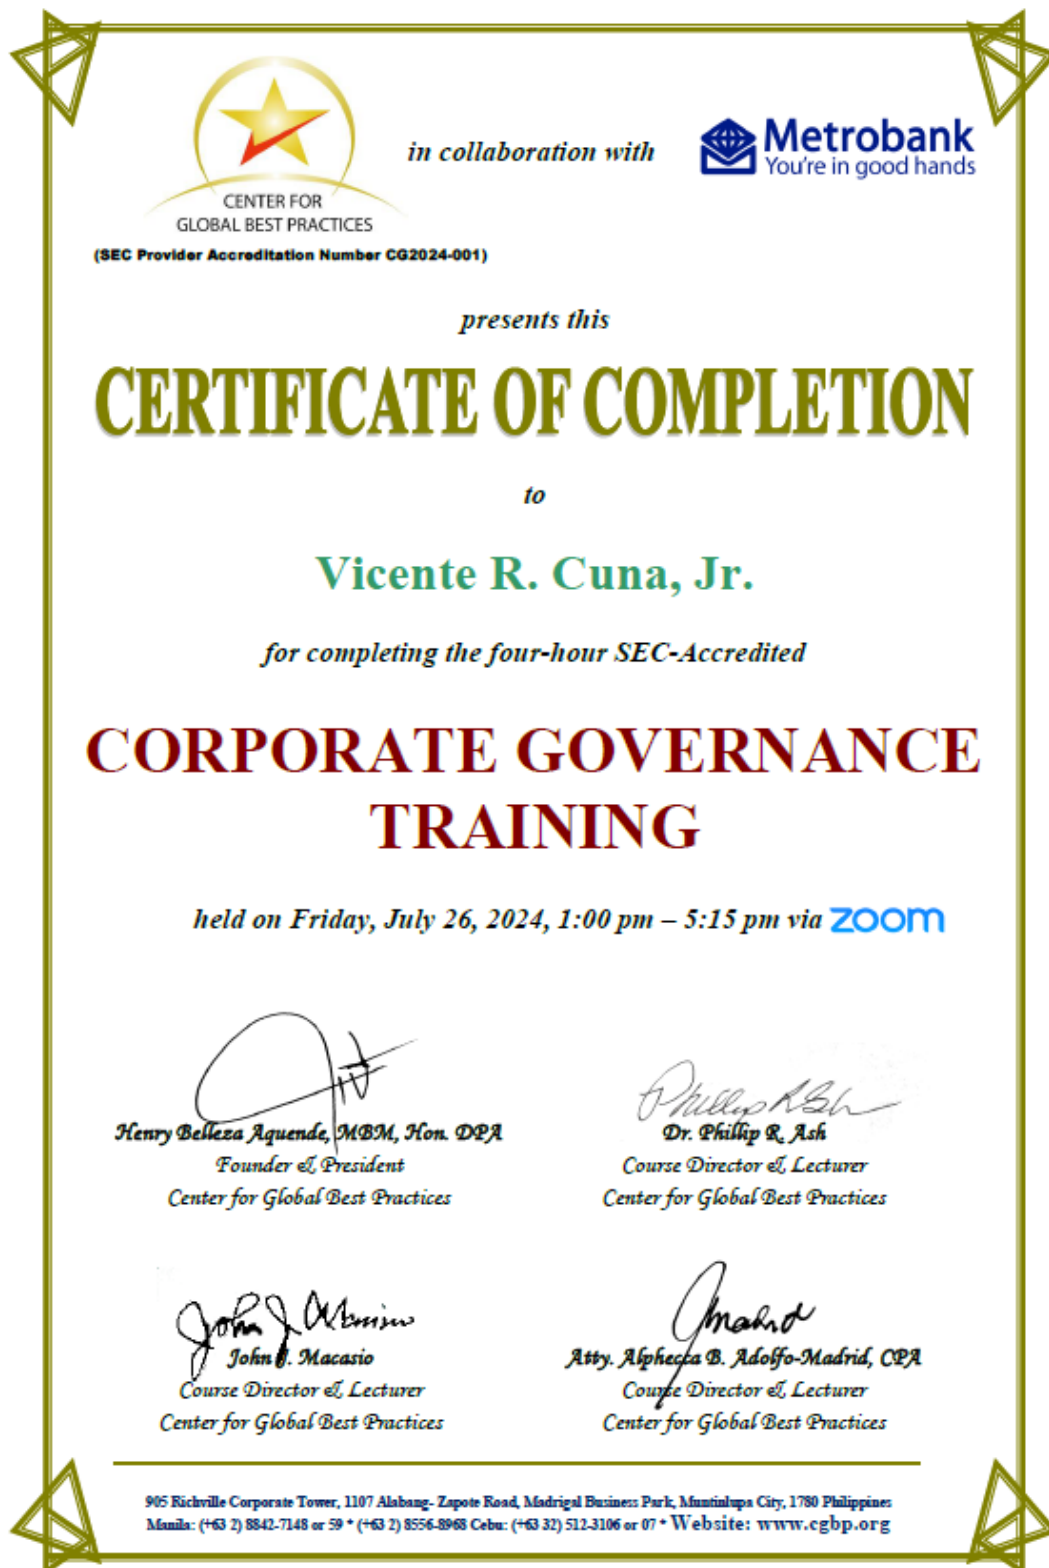 CENTER FOR
GLOBAL BEST PRACTICES
(SEC Provider Accreditation Number CG2024-001)
in collaboration with
Metrobank
You're in good hands
presents this
CERTIFICATE OF COMPLETION
to
Vicente R. Cuna, Jr.
for completing the four-hour SEC-Accredited
CORPORATE GOVERNANCE
TRAINING
held on Friday, July 26, 2024, 1:00 pm – 5:15 pm via zoom
Henry Belleza Aquende, MBM, Hon. DPA
Founder & President
Center for Global Best Practices
Phillip R Ash
Dr. Phillip R. Ash
Course Director & Lecturer
Center for Global Best Practices
John J. Macasio
Course Director & Lecturer
Center for Global Best Practices
Atty. Alphecca B. Adolfo-Madrid, CPA
Course Director & Lecturer
Center for Global Best Practices
905 Richville Corporate Tower, 1107 Alabang- Zapote Road, Madrigal Business Park, Muntinlupa City, 1780 Philippines
Manila: (+63 2) 8842-7148 or 59 * (+63 2) 8556-8968 Cebu: (+63 32) 512-3106 or 07 * Website: www.cgbp.org